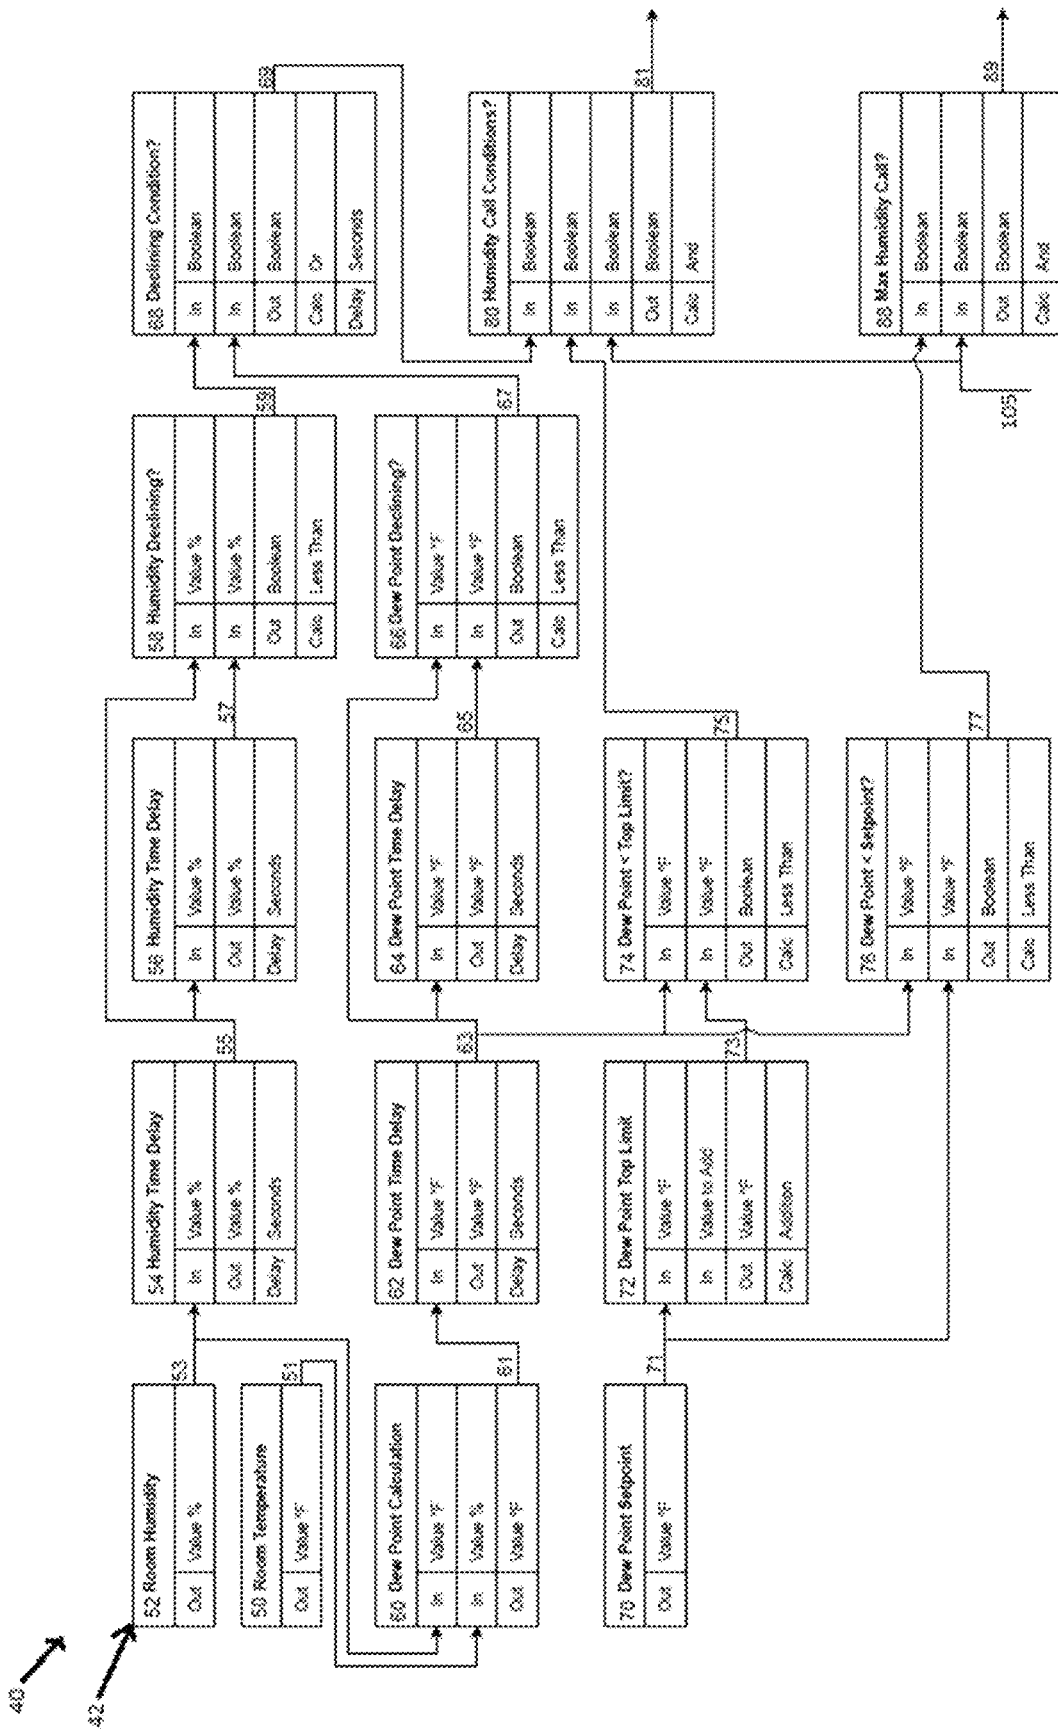 40
42
52 Room Humidity
Out Value %
53
50 Room Temperature
Out Value °F
51
60 Dew Point Calculation
In Value °F
In Value %
Out Value °F
61
70 Dew Point Setpoint
Out Value °F
71
54 Humidity Time Delay
In Value %
Out Value %
Delay Seconds
55
62 Dew Point Time Delay
In Value °F
Out Value °F
Delay Seconds
63
72 Dew Point Top Limit
In Value °F
In Value to Add
Out Value °F
Calc Addition
73
56 Humidity Time Delay
In Value %
Out Value %
Delay Seconds
57
64 Dew Point Time Delay
In Value °F
Out Value °F
Delay Seconds
65
74 Dew Point < Top Limit?
In Value °F
In Value °F
Out Boolean
Calc Less Than
75
76 Dew Point < Setpoint?
In Value °F
In Value °F
Out Boolean
Calc Less Than
77
58 Humidity Declining?
In Value %
In Value %
Out Boolean
Calc Less Than
59
66 Dew Point Declining?
In Value °F
In Value °F
Out Boolean
Calc Less Than
67
105
68 Declining Condition?
In Boolean
In Boolean
Out Boolean
Calc Or
Delay Seconds
69
80 Humidity Call Conditions?
In Boolean
In Boolean
In Boolean
Out Boolean
Calc And
81
88 Max Humidity Call?
In Boolean
In Boolean
Out Boolean
Calc And
89